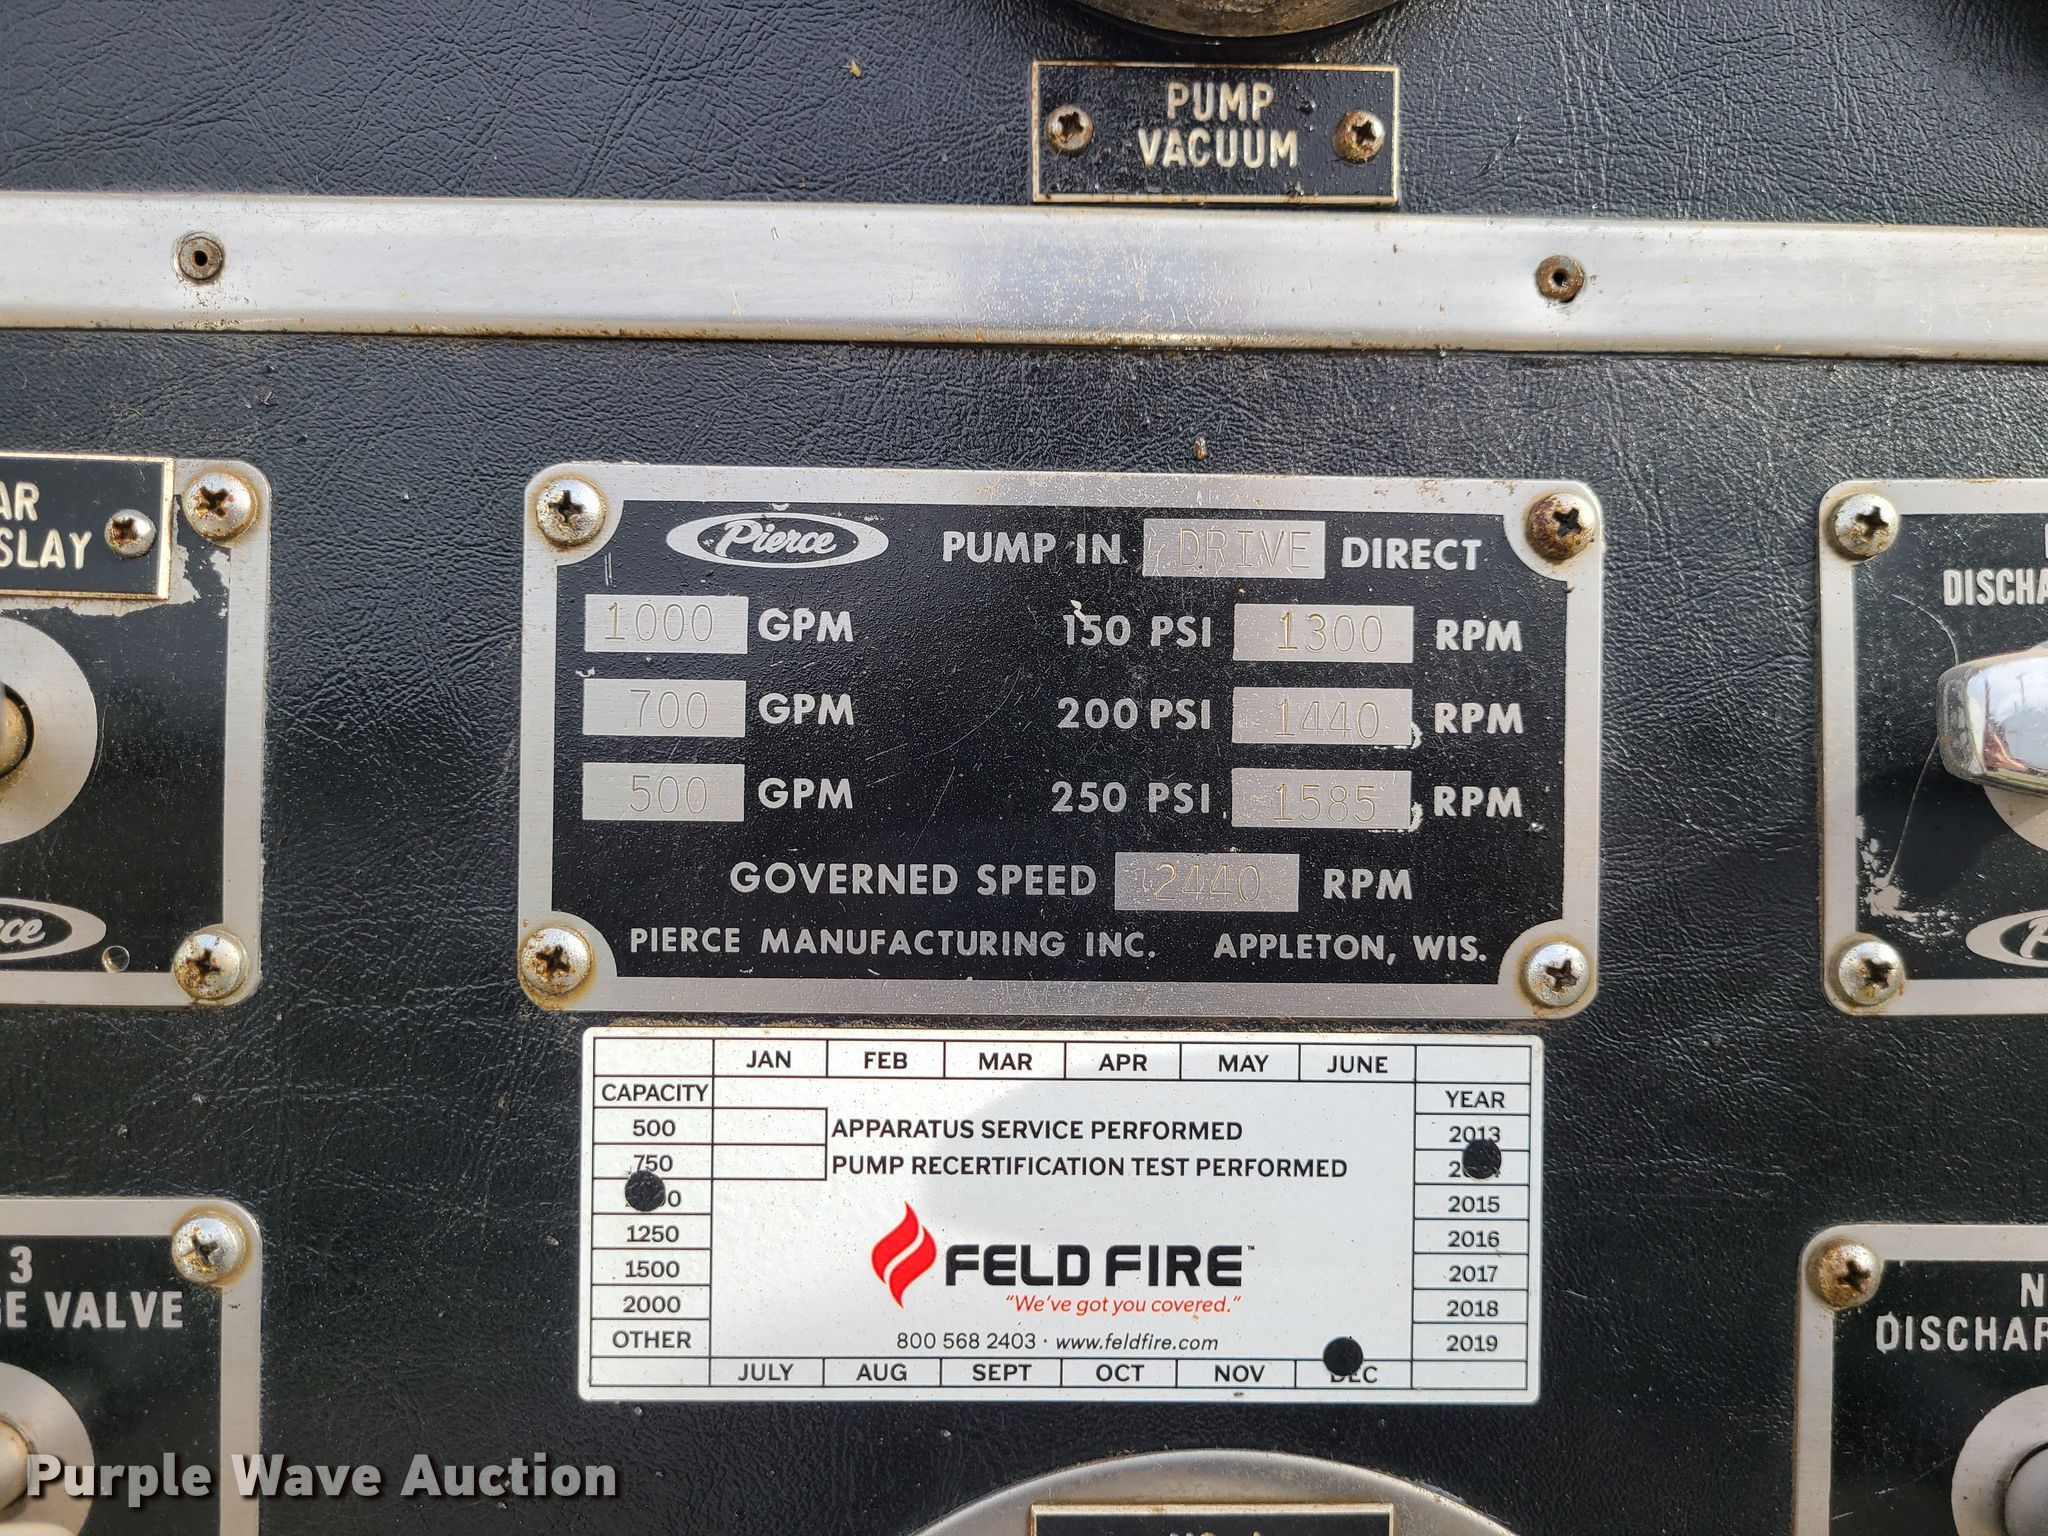 PUMP
VACUUM
AR
SLAY
Pierce PUMP IN DRIVE DIRECT
1000 GPM 150 PSI 1300 RPM
700 GPM 200 PSI 1440 RPM
500 GPM 250 PSI 1585 RPM
GOVERNED SPEED 2440 RPM
PIERCE MANUFACTURING INC. APPLETON, WIS.
DISCHA
ce
JAN FEB MAR APR MAY JUNE
CAPACITY YEAR
500 APPARATUS SERVICE PERFORMED 2013
750 PUMP RECERTIFICATION TEST PERFORMED
2015
1250 2016
1500 FELD FIRE™ 2017
2000 "We've got you covered." 2018
OTHER 800 568 2403 · www.feldfire.com 2019
JULY AUG SEPT OCT NOV DEC
3
GE VALVE
N
DISCHAR
Purple Wave Auction